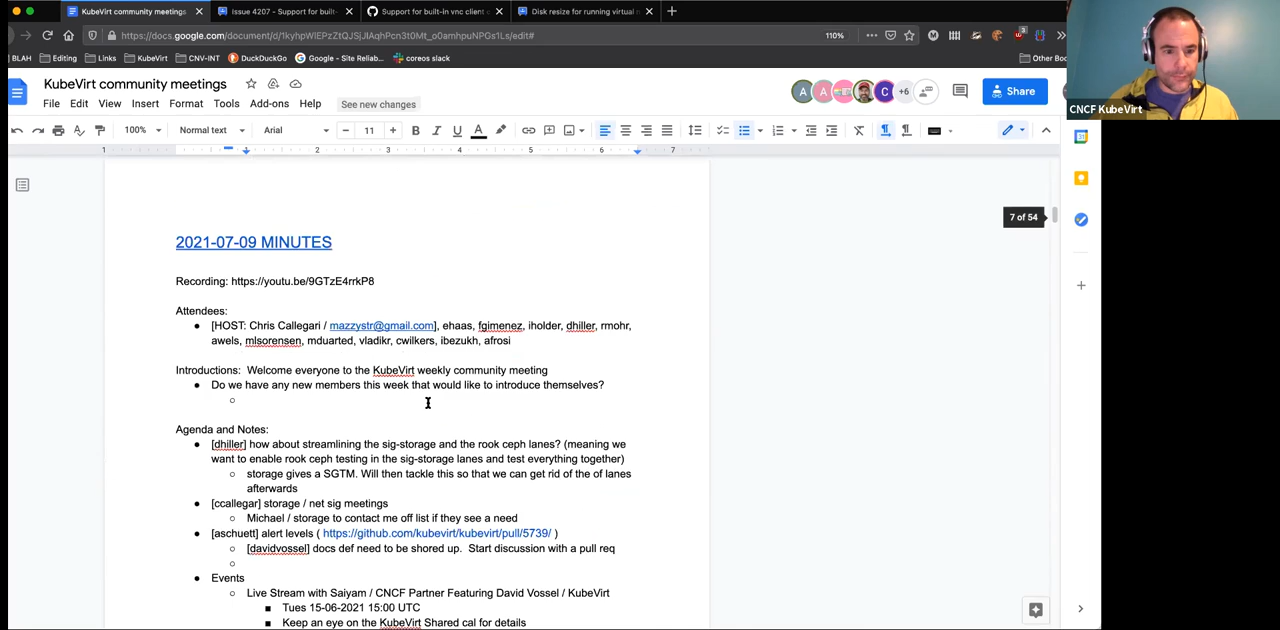 KubeVirt community meetings
Issue 4207 - Support for built-
Support for built-in vnc client
Disk resize for running virtual
https://docs.google.com/document/d/1kyhpWlEPzZtQJSjJlAqhPcn3t0Mt_o0amhpuNPGs1Ls/edit#
110%
BLAH
Editing
Links
KubeVirt
CNV-INT
DuckDuckGo
Google - Site Reliab...
coreos slack
Other Boo
KubeVirt community meetings
File Edit View Insert Format Tools Add-ons Help
See new changes
A A C +6
Share
CNCF KubeVirt
100% Normal text Arial 11
1 1 2 3 4 5 6 7
7 of 54
2021-07-09 MINUTES
Recording: https://youtu.be/9GTzE4rrkP8
Attendees:
● [HOST: Chris Callegari / mazzystr@gmail.com], ehaas, fgimenez, iholder, dhiller, rmohr,
awels, mlsorensen, mduarted, vladikr, cwilkers, ibezukh, afrosi
Introductions: Welcome everyone to the KubeVirt weekly community meeting
● Do we have any new members this week that would like to introduce themselves?
○
Agenda and Notes:
● [dhiller] how about streamlining the sig-storage and the rook ceph lanes? (meaning we
want to enable rook ceph testing in the sig-storage lanes and test everything together)
○ storage gives a SGTM. Will then tackle this so that we can get rid of the of lanes
afterwards
● [ccallegar] storage / net sig meetings
○ Michael / storage to contact me off list if they see a need
● [aschuett] alert levels ( https://github.com/kubevirt/kubevirt/pull/5739/ )
○ [davidvossel] docs def need to be shored up. Start discussion with a pull req
○
● Events
○ Live Stream with Saiyam / CNCF Partner Featuring David Vossel / KubeVirt
■ Tues 15-06-2021 15:00 UTC
■ Keep an eye on the KubeVirt Shared cal for details